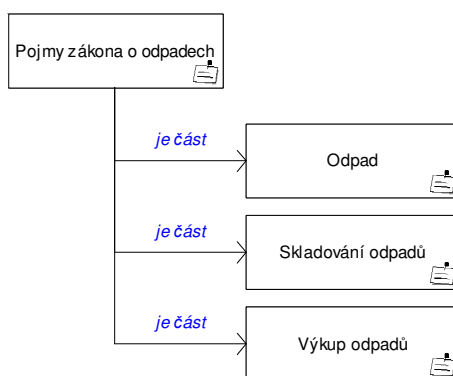 Pojmy zákona o odpadech
je část
Odpad
je část
Skladování odpadů
je část
Výkup odpadů